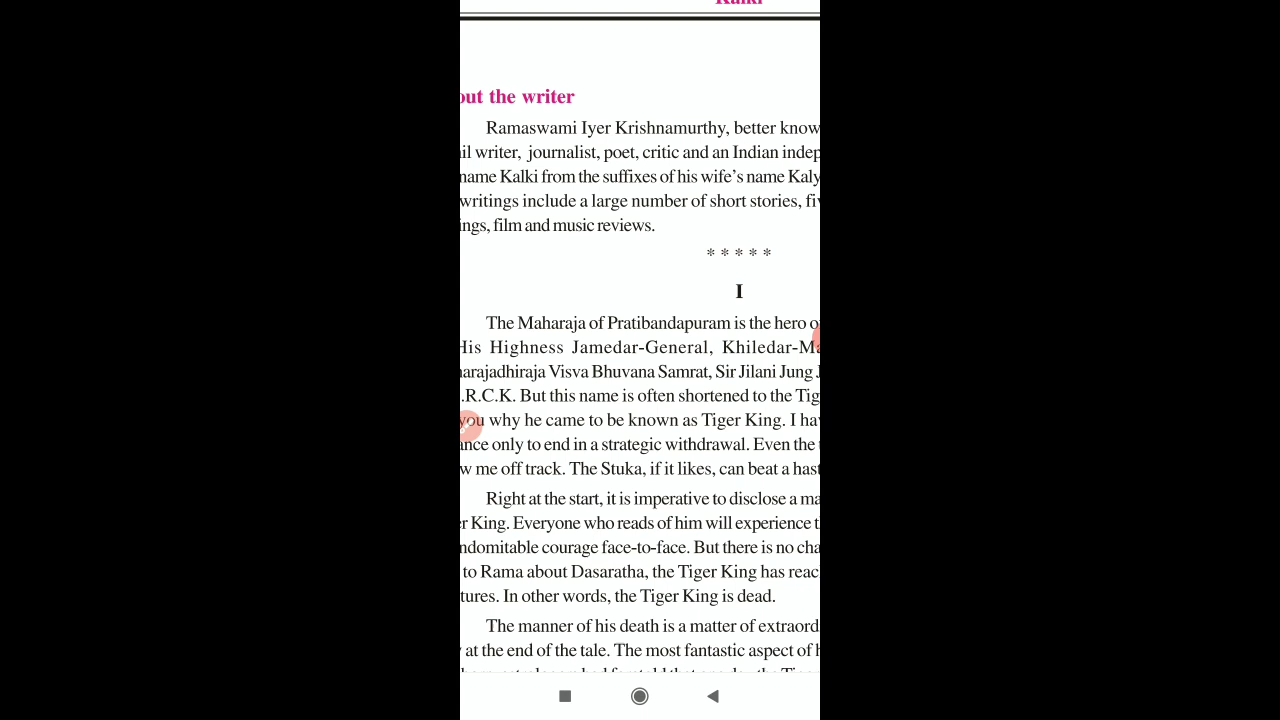 Kalki
out the writer
Ramaswami Iyer Krishnamurthy, better know
il writer, journalist, poet, critic and an Indian indep
name Kalki from the suffixes of his wife's name Kaly
writings include a large number of short stories, fiv
ings, film and music reviews.
* * * * *
I
The Maharaja of Pratibandapuram is the hero o
His Highness Jamedar-General, Khiledar-Ma
arajadhiraja Visva Bhuvana Samrat, Sir Jilani Jung J
.R.C.K. But this name is often shortened to the Tig
you why he came to be known as Tiger King. I hav
ance only to end in a strategic withdrawal. Even the
w me off track. The Stuka, if it likes, can beat a hast
Right at the start, it is imperative to disclose a ma
er King. Everyone who reads of him will experience t
ndomitable courage face-to-face. But there is no cha
to Rama about Dasaratha, the Tiger King has reac
tures. In other words, the Tiger King is dead.
The manner of his death is a matter of extraord
at the end of the tale. The most fantastic aspect of h